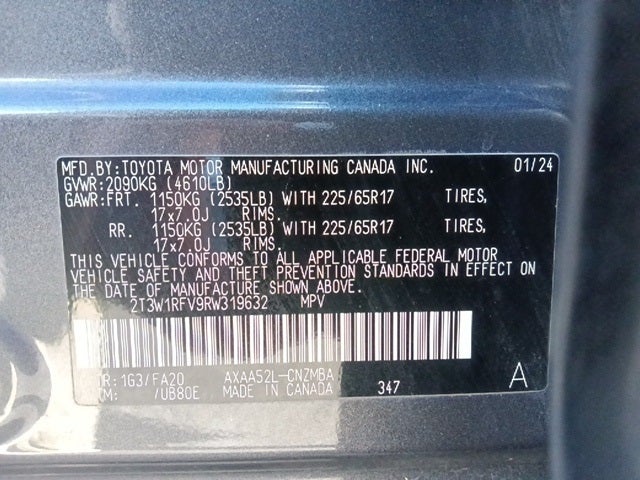 MFD.BY:TOYOTA MOTOR MANUFACTURING CANADA INC. 01/24
GVWR:2090KG (4610LB)
GAWR:FRT. 1150KG (2535LB) WITH 225/65R17 TIRES,
17x7.0J RIMS.
RR. 1150KG (2535LB) WITH 225/65R17 TIRES,
17x7.0J RIMS.
THIS VEHICLE CONFORMS TO ALL APPLICABLE FEDERAL MOTOR
VEHICLE SAFETY AND THEFT PREVENTION STANDARDS IN EFFECT ON
THE DATE OF MANUFACTURE SHOWN ABOVE.
2T3W1RFV9RW319632 MPV
:1G3/FA20 AXAA52L-CNZMBA
/UB80E MADE IN CANADA 347 A